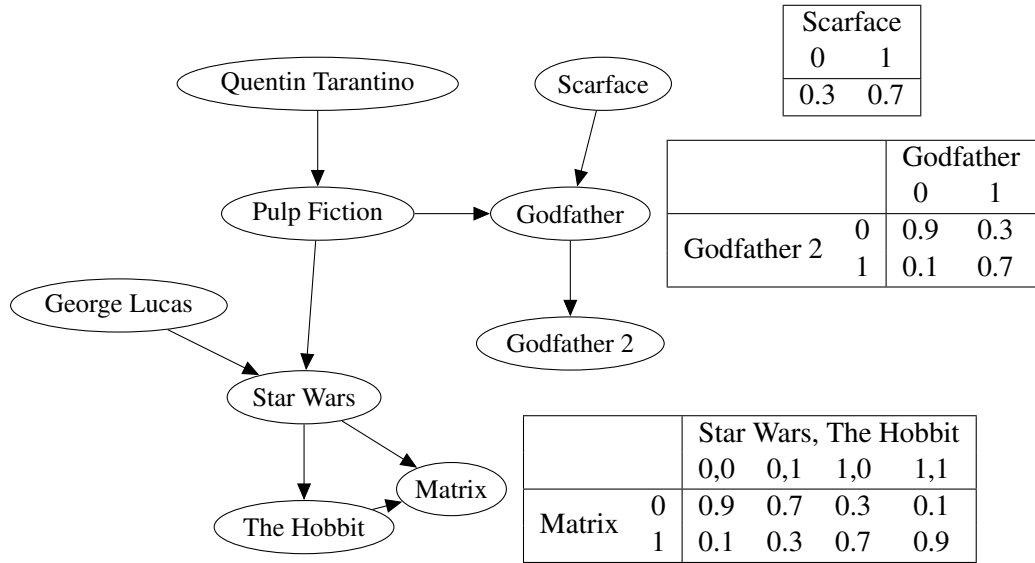 Scarface
0 1
0.3 0.7
Quentin Tarantino
Scarface
Godfather
0 1
Godfather 2 0 0.9 0.3
1 0.1 0.7
Pulp Fiction
Godfather
George Lucas
Godfather 2
Star Wars
Star Wars, The Hobbit
0,0 0,1 1,0 1,1
Matrix 0 0.9 0.7 0.3 0.1
1 0.1 0.3 0.7 0.9
Matrix
The Hobbit